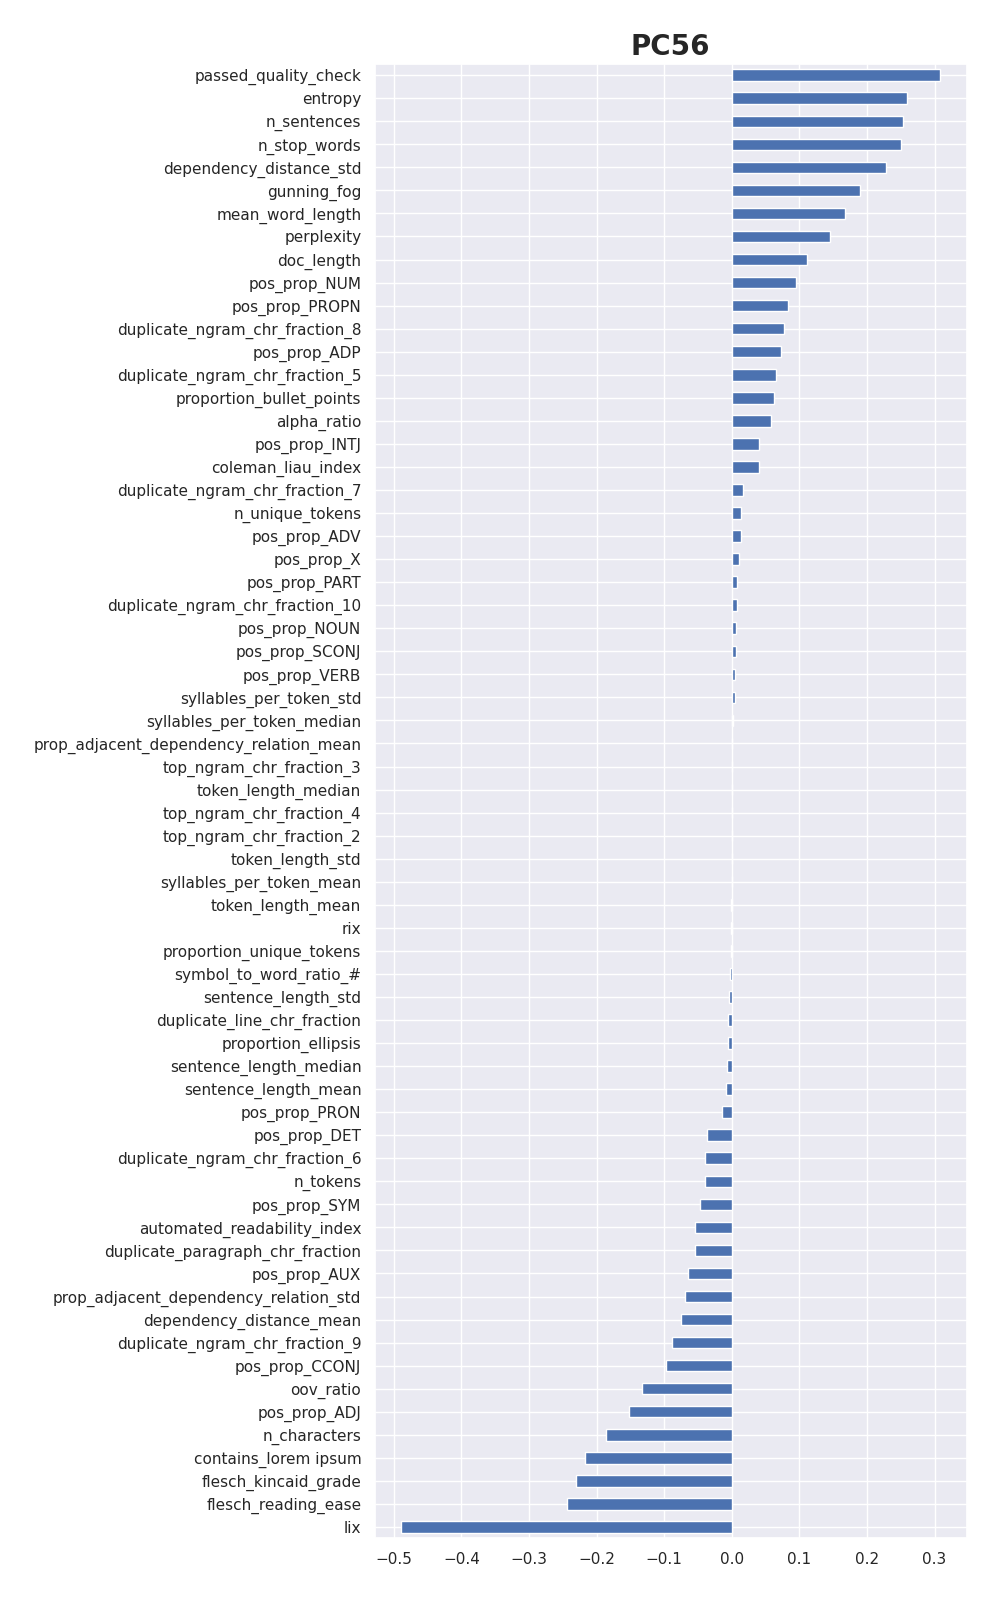 PC56
passed_quality_check
entropy
n_sentences
n_stop_words
dependency_distance_std
gunning_fog
mean_word_length
perplexity
doc_length
pos_prop_NUM
pos_prop_PROPN
duplicate_ngram_chr_fraction_8
pos_prop_ADP
duplicate_ngram_chr_fraction_5
proportion_bullet_points
alpha_ratio
pos_prop_INTJ
coleman_liau_index
duplicate_ngram_chr_fraction_7
n_unique_tokens
pos_prop_ADV
pos_prop_X
pos_prop_PART
duplicate_ngram_chr_fraction_10
pos_prop_NOUN
pos_prop_SCONJ
pos_prop_VERB
syllables_per_token_std
syllables_per_token_median
prop_adjacent_dependency_relation_mean
top_ngram_chr_fraction_3
token_length_median
top_ngram_chr_fraction_4
top_ngram_chr_fraction_2
token_length_std
syllables_per_token_mean
token_length_mean
rix
proportion_unique_tokens
symbol_to_word_ratio_#
sentence_length_std
duplicate_line_chr_fraction
proportion_ellipsis
sentence_length_median
sentence_length_mean
pos_prop_PRON
pos_prop_DET
duplicate_ngram_chr_fraction_6
n_tokens
pos_prop_SYM
automated_readability_index
duplicate_paragraph_chr_fraction
pos_prop_AUX
prop_adjacent_dependency_relation_std
dependency_distance_mean
duplicate_ngram_chr_fraction_9
pos_prop_CCONJ
oov_ratio
pos_prop_ADJ
n_characters
contains_lorem ipsum
flesch_kincaid_grade
flesch_reading_ease
lix
−0.5 −0.4 −0.3 −0.2 −0.1 0.0 0.1 0.2 0.3